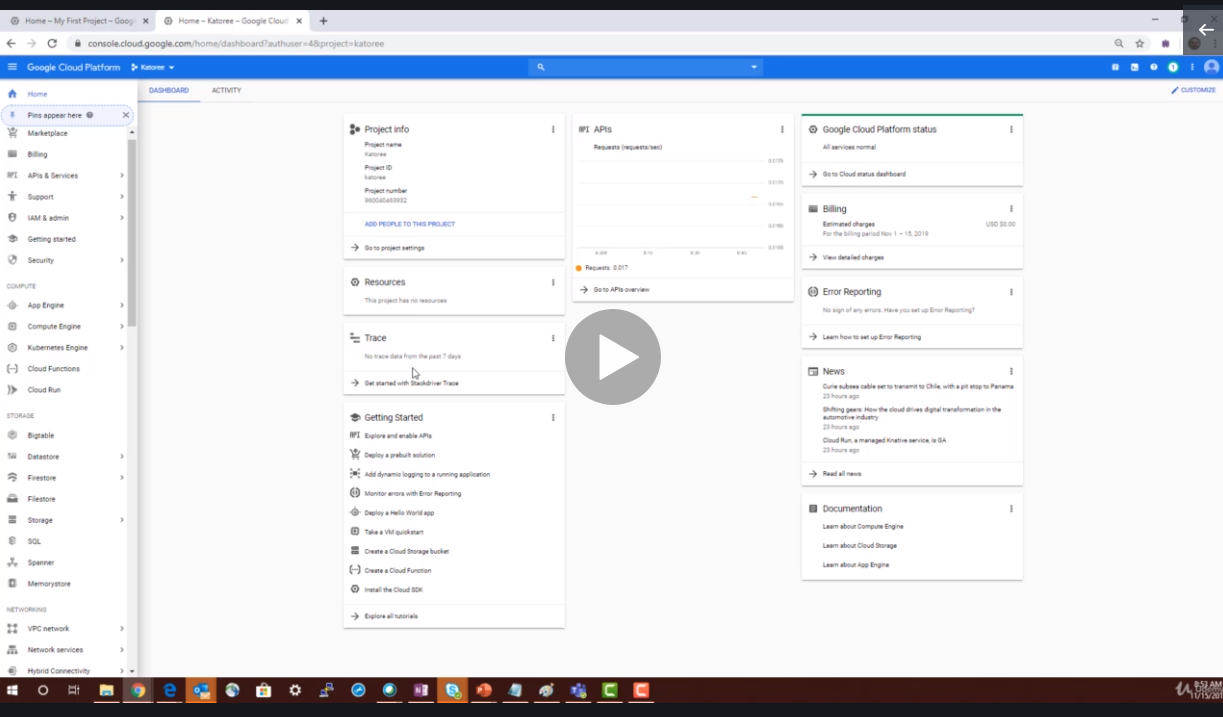 Home – My First Project – Goog
Home – Katoree – Google Cloud
console.cloud.google.com/home/dashboard?authuser=4&project=katoree
Google Cloud Platform
Katoree
Home
Pins appear here
Marketplace
Billing
APIs & Services
Support
IAM & admin
Getting started
Security
COMPUTE
App Engine
Compute Engine
Kubernetes Engine
Cloud Functions
Cloud Run
STORAGE
Bigtable
Datastore
Firestore
Filestore
Storage
SQL
Spanner
Memorystore
NETWORKING
VPC network
Network services
Hybrid Connectivity
DASHBOARD
ACTIVITY
CUSTOMIZE
Project info
Project name
Katoree
Project ID
katoree
Project number
960040463932
ADD PEOPLE TO THIS PROJECT
Go to project settings
Resources
This project has no resources
Trace
No trace data from the past 7 days
Get started with Stackdriver Trace
Getting Started
API Explore and enable APIs
Deploy a prebuilt solution
Add dynamic logging to a running application
Monitor errors with Error Reporting
Deploy a Hello World app
Take a VM quickstart
Create a Cloud Storage bucket
Create a Cloud Function
Install the Cloud SDK
Explore all tutorials
API APIs
Requests (requests/sec)
Requests: 0.017
Go to APIs overview
Google Cloud Platform status
All services normal
Go to Cloud status dashboard
Billing
Estimated charges USD $0.00
For the billing period Nov 1 – 15, 2019
View detailed charges
Error Reporting
No sign of any errors. Have you set up Error Reporting?
Learn how to set up Error Reporting
News
Curie subsea cable set to transmit to Chile, with a pit stop to Panama
23 hours ago
Shifting gears: How the cloud drives digital transformation in the
automotive industry
23 hours ago
Cloud Run, a managed Knative service, is GA
23 hours ago
Read all news
Documentation
Learn about Compute Engine
Learn about Cloud Storage
Learn about App Engine
8:53 AM
11/15/201